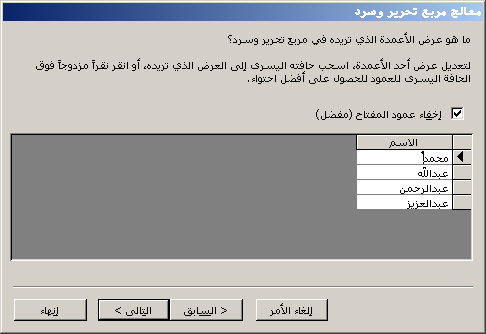 معالج مربع تحرير وسرد
ما هو عرض الأعمدة الذي تريده في مربع تحرير وسرد؟
لتعديل عرض أحد الأعمدة، اسحب حافته اليسرى إلى العرض الذي تريده، أو انقر نقراً مزدوجاً فوق
الحافة اليسرى للعمود للحصول على أفضل احتواء.
إخفاء عمود المفتاح (مفضل)
الاسم
محمد
عبدالله
عبدالرحمن
عبدالعزيز
إلغاء الأمر
< السابق
التالي >
إنهاء